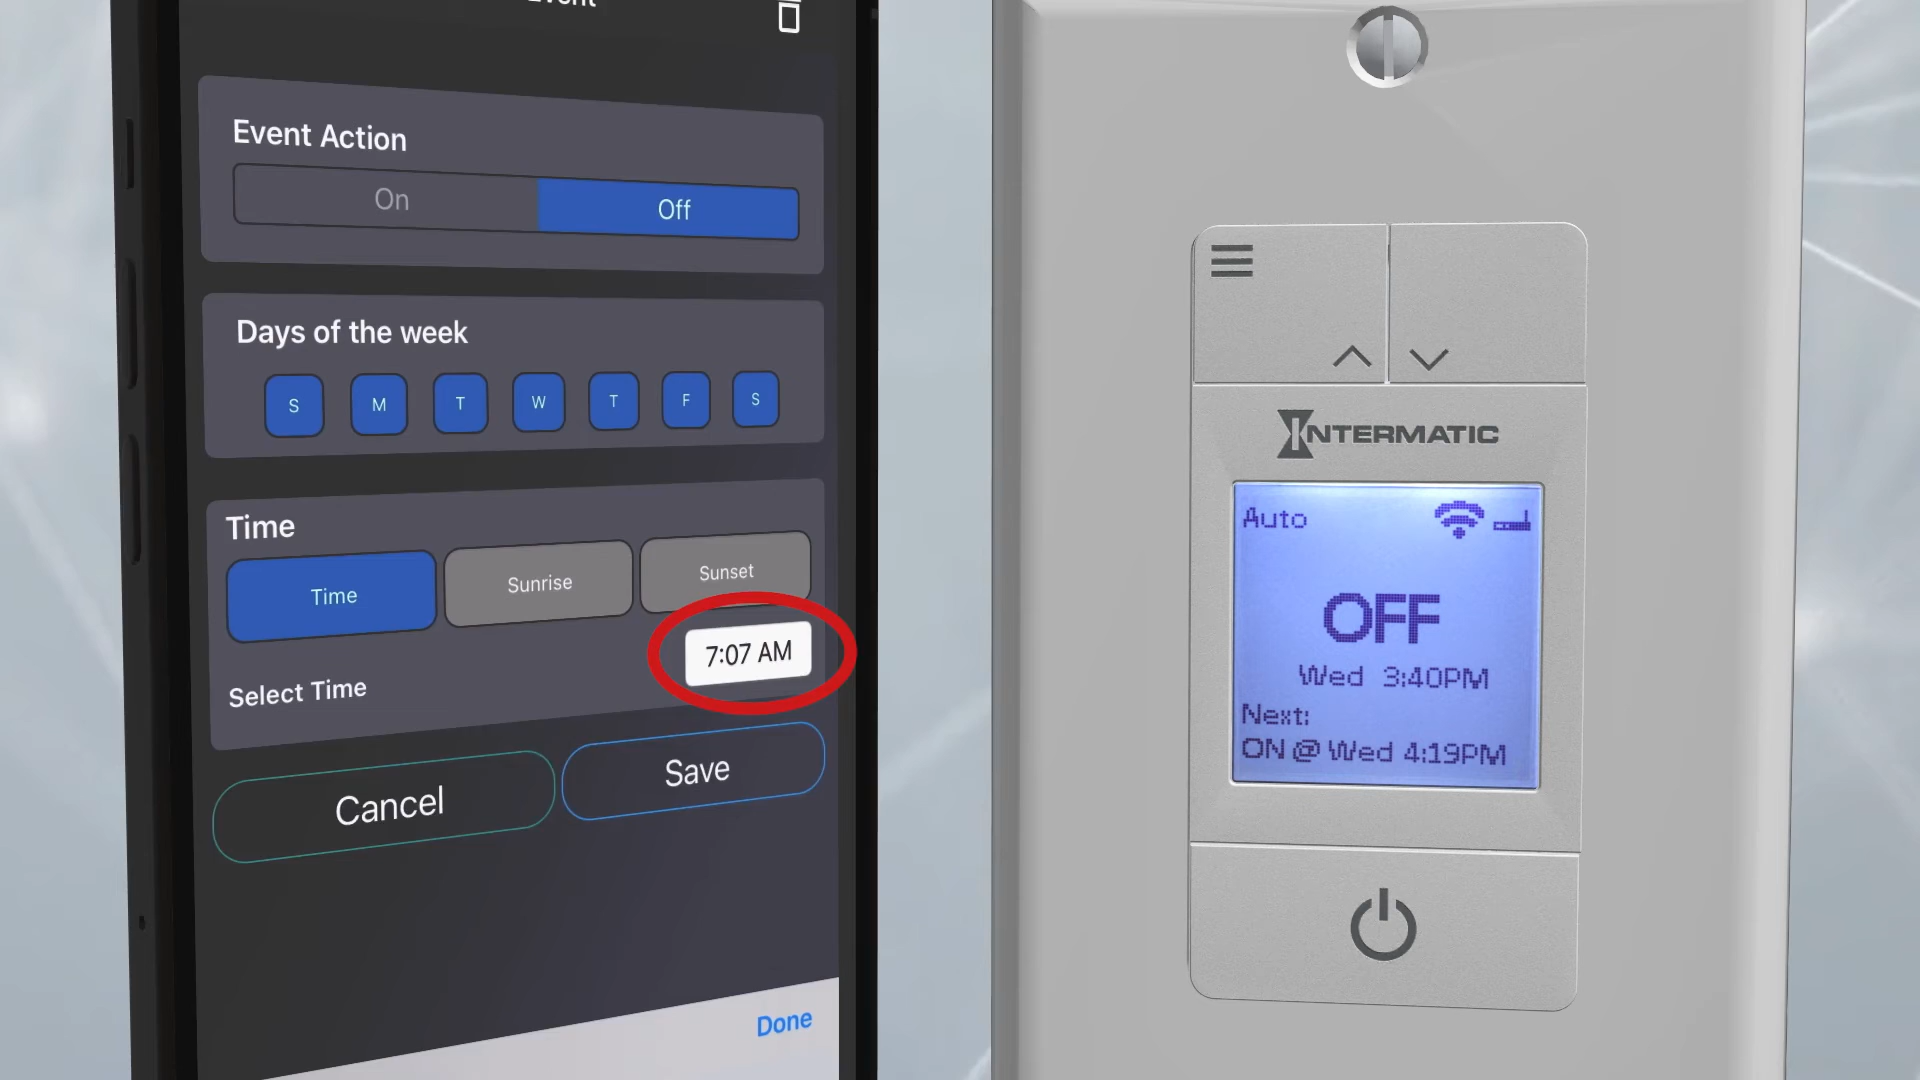 Event Action
On
Off
Days of the week
S M T W T F S
Time
Time
Sunrise
Sunset
Select Time
7:07 AM
Cancel
Save
Done
INTERMATIC
Auto
OFF
Wed 3:40PM
Next:
ON @ Wed 4:19PM